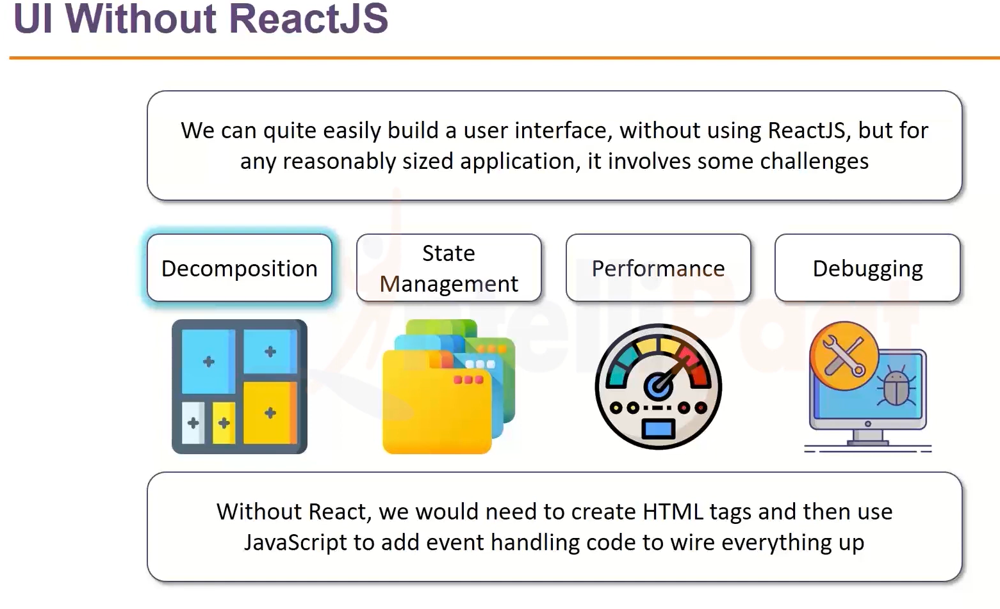 UI Without ReactJS
We can quite easily build a user interface, without using ReactJS, but for
any reasonably sized application, it involves some challenges
Decomposition
State
Management
Performance
Debugging
intelliPaat
Without React, we would need to create HTML tags and then use
JavaScript to add event handling code to wire everything up